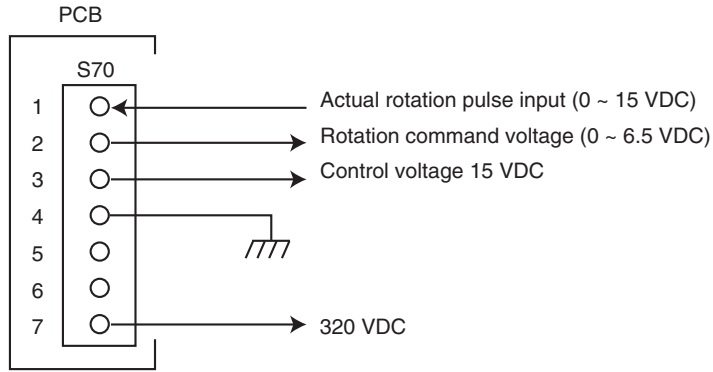 PCB
S70
1 Actual rotation pulse input (0 ~ 15 VDC)
2 Rotation command voltage (0 ~ 6.5 VDC)
3 Control voltage 15 VDC
4
5
6
7 320 VDC